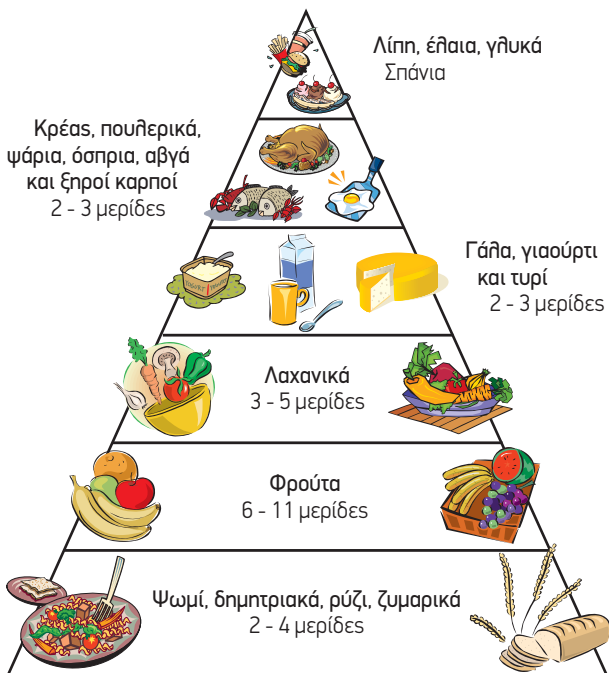 Λίπη, έλαια, γλυκά
Σπάνια
Κρέας, πουλερικά,
ψάρια, όσπρια, αβγά
και ξηροί καρποί
2 - 3 μερίδες
Γάλα, γιαούρτι
και τυρί
2 - 3 μερίδες
Λαχανικά
3 - 5 μερίδες
Φρούτα
6 - 11 μερίδες
Ψωμί, δημητριακά, ρύζι, ζυμαρικά
2 - 4 μερίδες